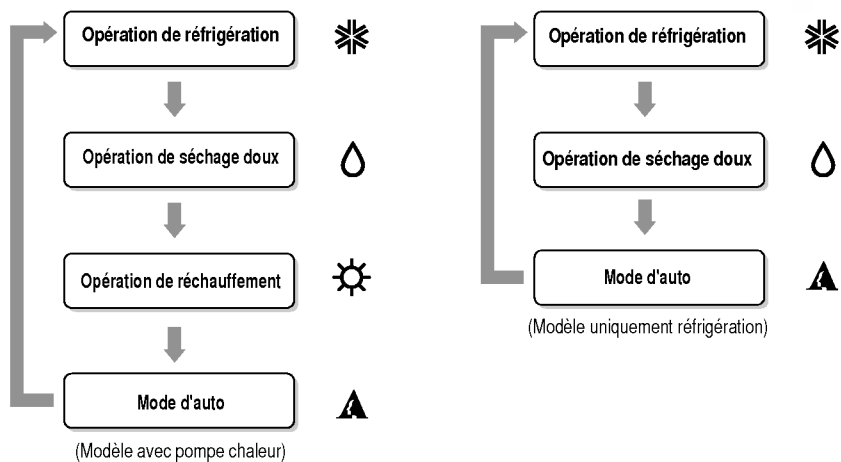 Opération de réfrigération
Opération de séchage doux
Opération de réchauffement
Mode d'auto
(Modèle avec pompe chaleur)
Opération de réfrigération
Opération de séchage doux
Mode d'auto
(Modèle uniquement réfrigération)